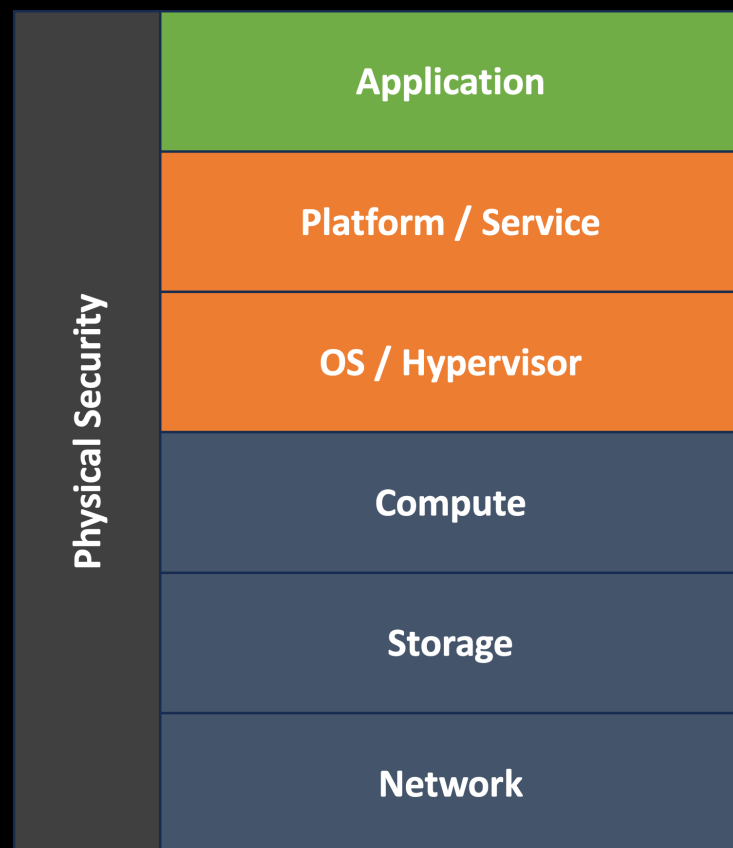 Physical Security
Application
Platform / Service
OS / Hypervisor
Compute
Storage
Network